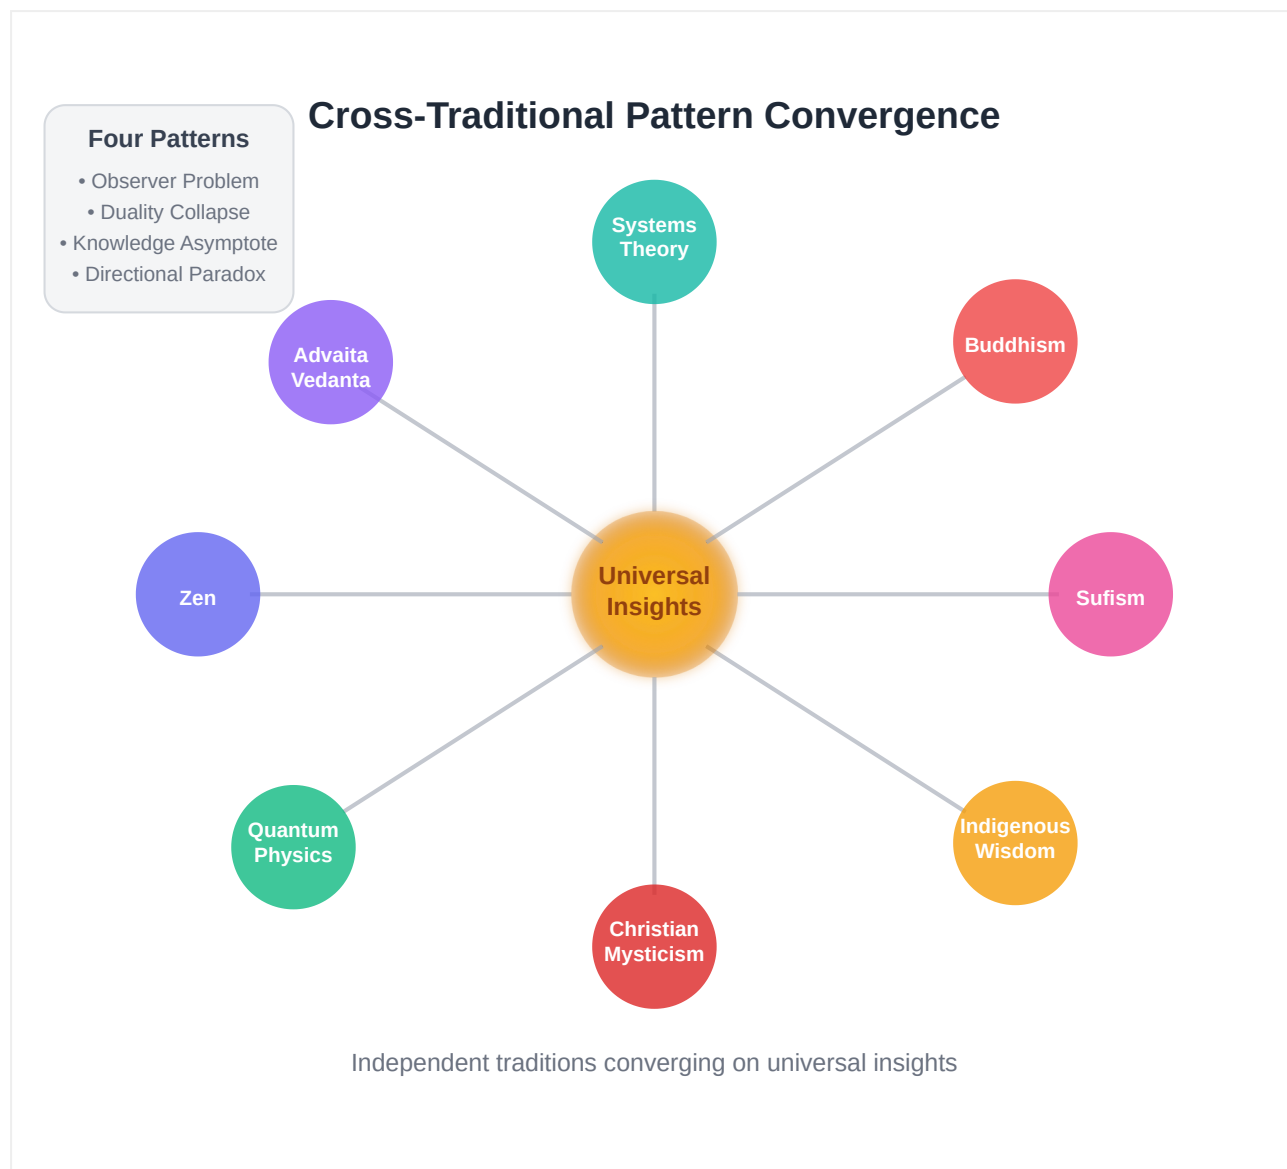 Cross-Traditional Pattern Convergence
Four Patterns
• Observer Problem
• Duality Collapse
• Knowledge Asymptote
• Directional Paradox
Systems
Theory
Buddhism
Advaita
Vedanta
Universal
Insights
Zen
Sufism
Quantum
Physics
Indigenous
Wisdom
Christian
Mysticism
Independent traditions converging on universal insights